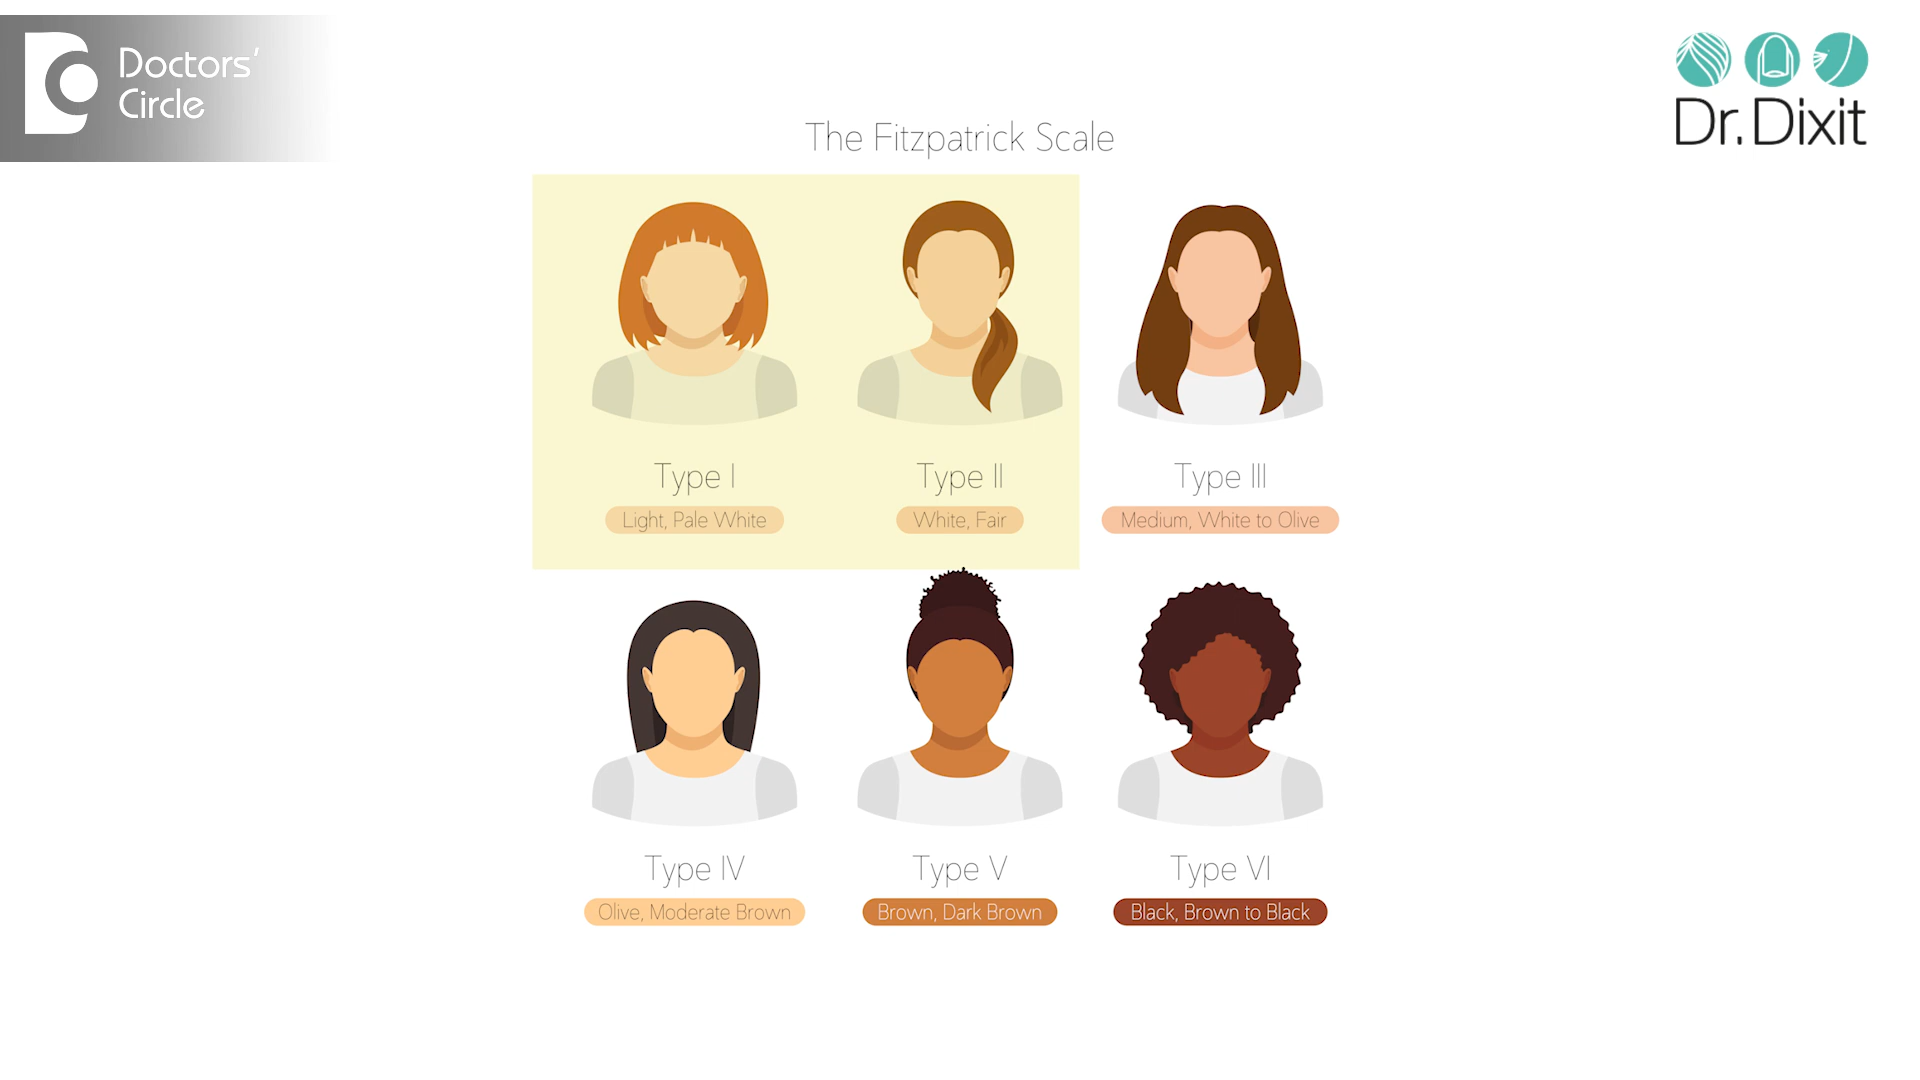 Doctors'
Circle
Dr.Dixit
The Fitzpatrick Scale
Type I
Type II
Type III
Light, Pale White
White, Fair
Medium, White to Olive
Type IV
Type V
Type VI
Olive, Moderate Brown
Brown, Dark Brown
Black, Brown to Black